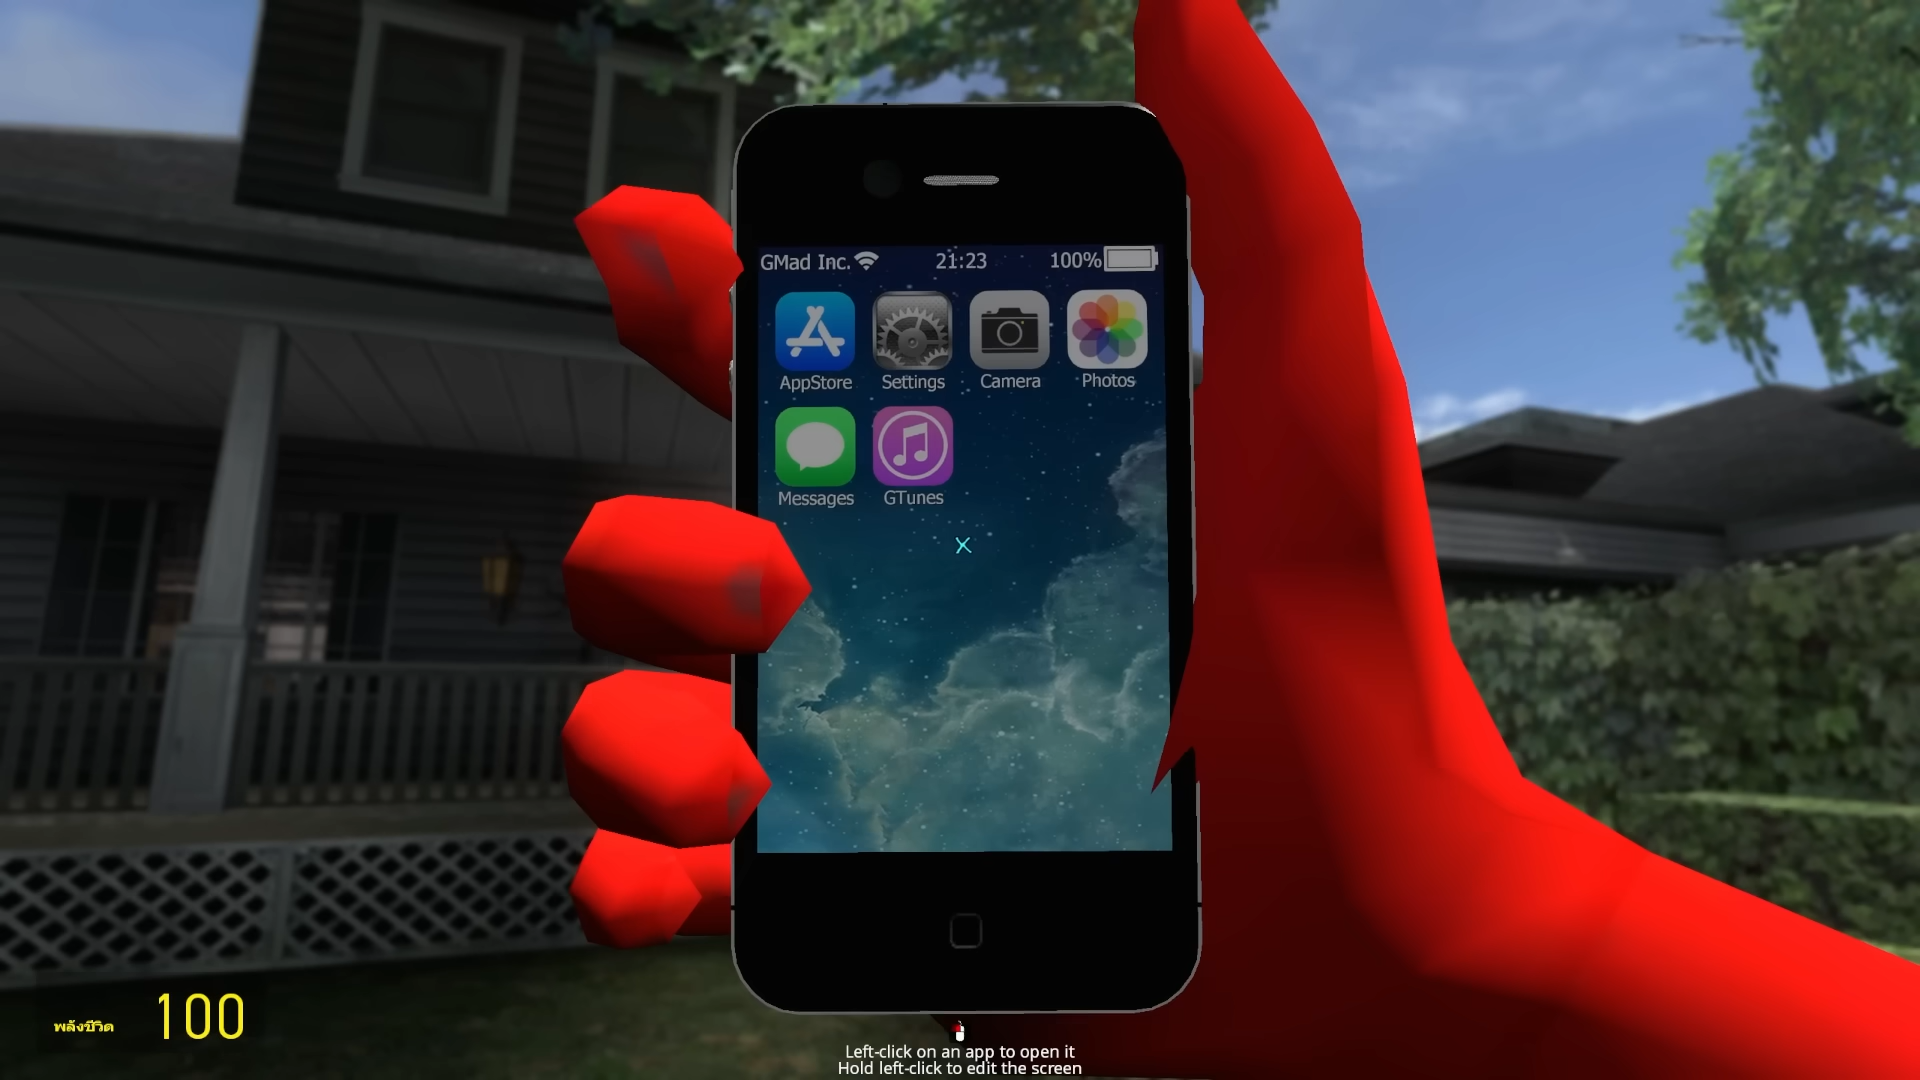 GMad Inc. 21:23 100%
AppStore Settings Camera Photos
Messages GTunes
พลังชีวิต 100
Left-click on an app to open it
Hold left-click to edit the screen